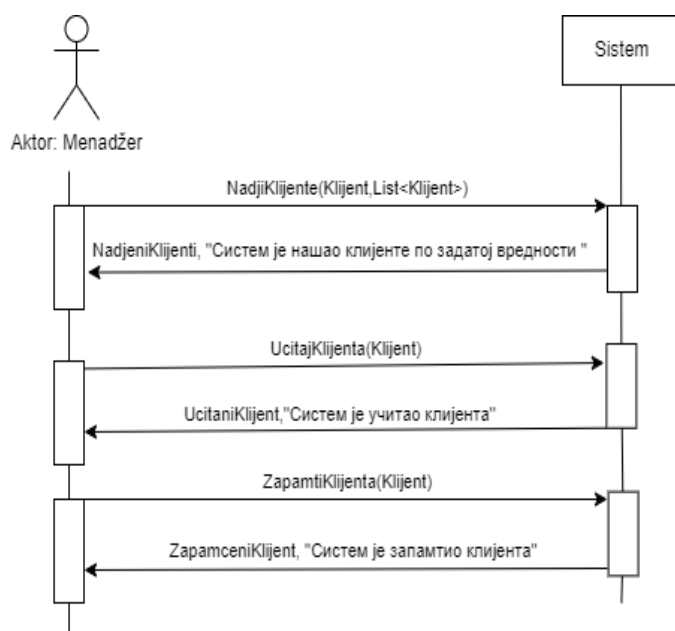 Sistem
Aktor: Menadžer
NadjiKlijente(Klijent,List<Klijent>)
NadjeniKlijenti, "Систем је нашао клијенте по задатој вредности "
UcitajKlijenta(Klijent)
UcitaniKlijent,"Систем је учитао клијента"
ZapamtiKlijenta(Klijent)
ZapamceniKlijent, "Систем је запамтио клијента"